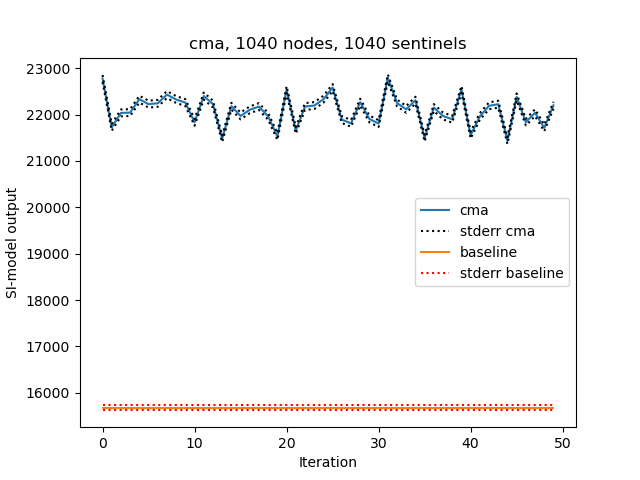 cma, 1040 nodes, 1040 sentinels
SI-model output
23000
22000
21000
20000
19000
18000
17000
16000
cma
stderr cma
baseline
stderr baseline
0 10 20 30 40 50
Iteration